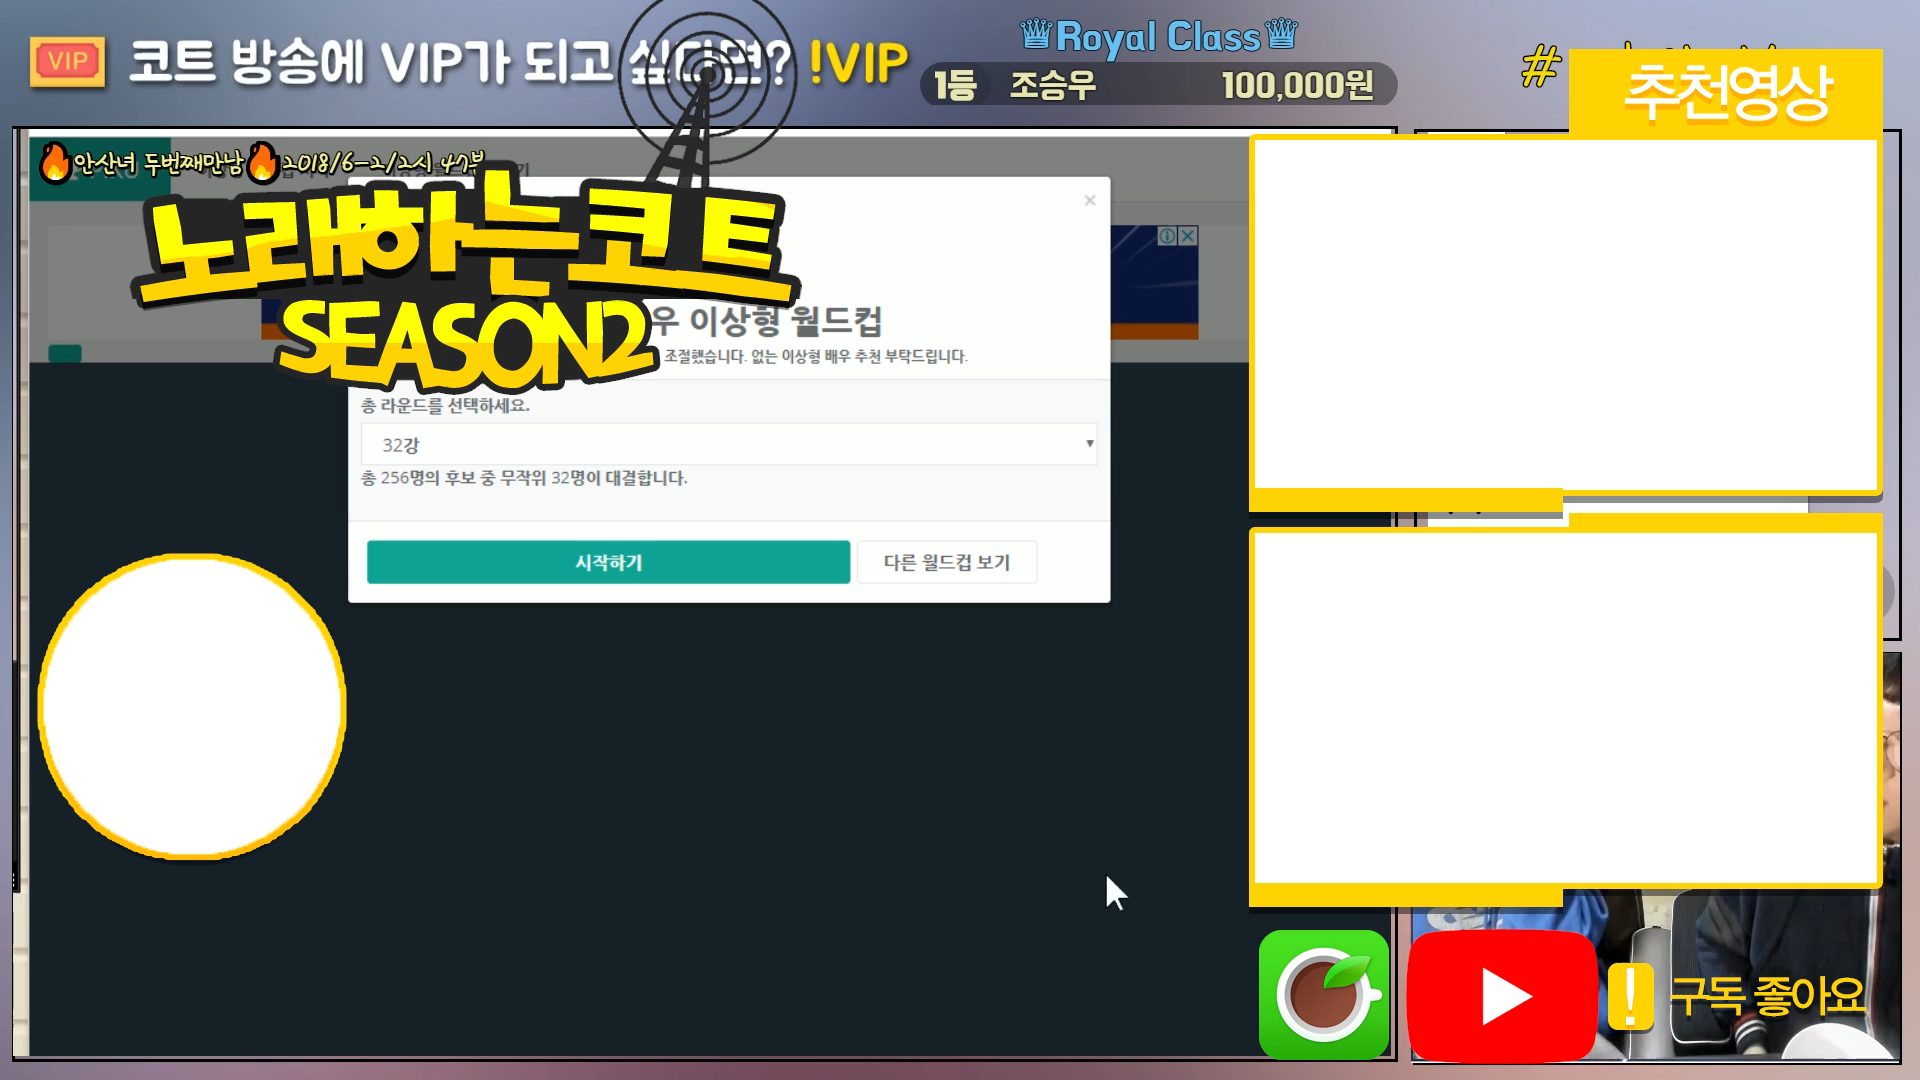 VIP 코트 방송에 VIP가 되고 싶다면? !VIP
Royal Class
1등 조승우 100,000원
#
추천영상
안산녀 두번째만남 2018/6-2/2시 47분
노래하는코트
SEASON2
우 이상형 월드컵
조절했습니다. 없는 이상형 배우 추천 부탁드립니다.
총 라운드를 선택하세요.
32강
총 256명의 후보 중 무작위 32명이 대결합니다.
시작하기
다른 월드컵 보기
! 구독 좋아요